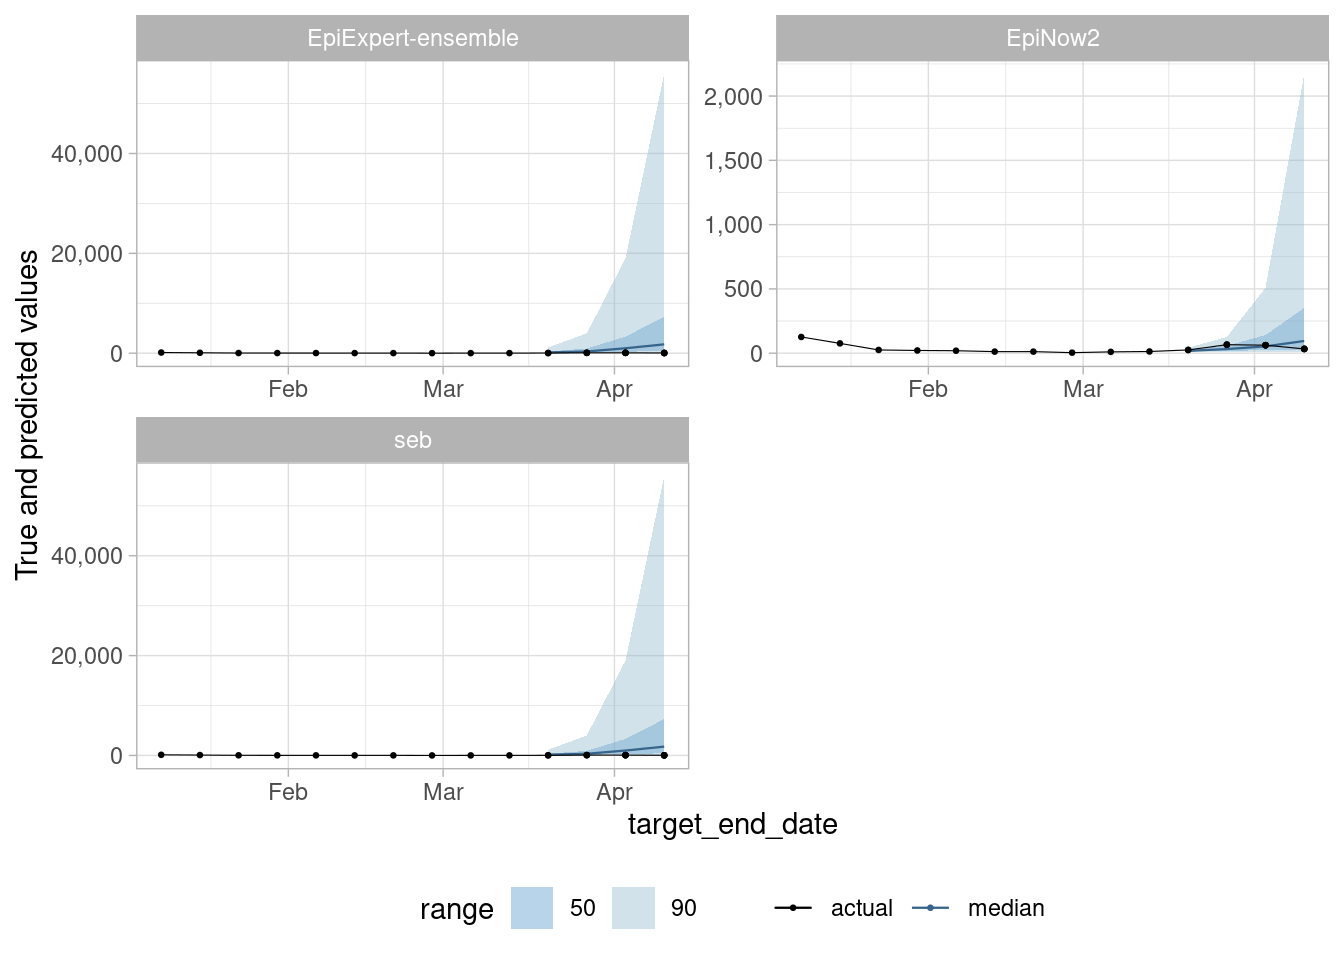 EpiExpert-ensemble
EpiNow2
True and predicted values
40,000
20,000
0
Feb Mar Apr
2,000
1,500
1,000
500
0
Feb Mar Apr
seb
40,000
20,000
0
Feb Mar Apr
target_end_date
range 50 90 actual median